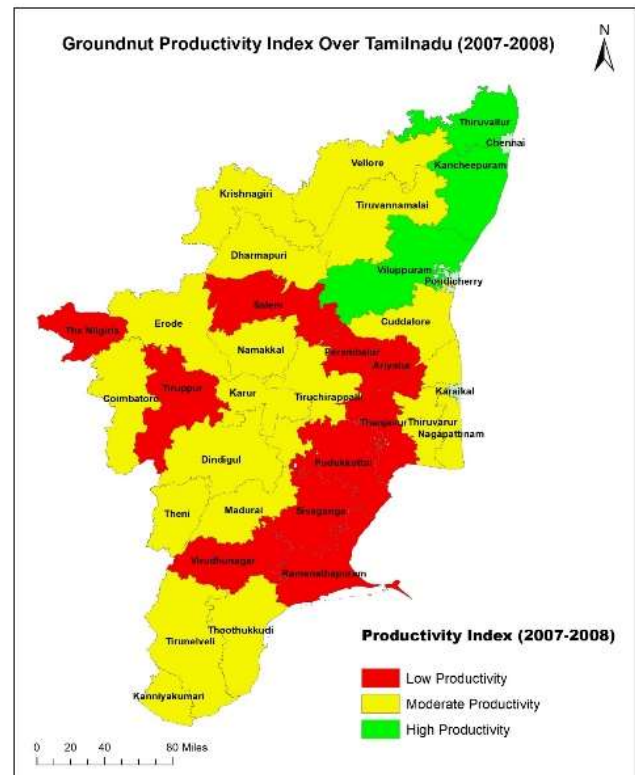 Groundnut Productivity Index Over Tamilnadu (2007-2008)
N
Thiruvallur
Chennai
Kancheepuram
Vellore
Krishnagiri
Tiruvannamalai
Dharmapuri
Viluppuram
Pondicherry
Salem
The Nilgiris
Erode
Cuddalore
Namakkal
Perambalur
Ariyalur
Tiruppur
Coimbatore
Karur
Tiruchirappalli
Karaikal
Thanjavur
Thiruvarur
Nagapattinam
Dindigul
Pudukkottai
Theni
Madurai
Sivaganga
Virudhunagar
Ramanathapuram
Thoothukkudi
Tirunelveli
Kanniyakumari
Productivity Index (2007-2008)
Low Productivity
Moderate Productivity
High Productivity
0 20 40 80 Miles